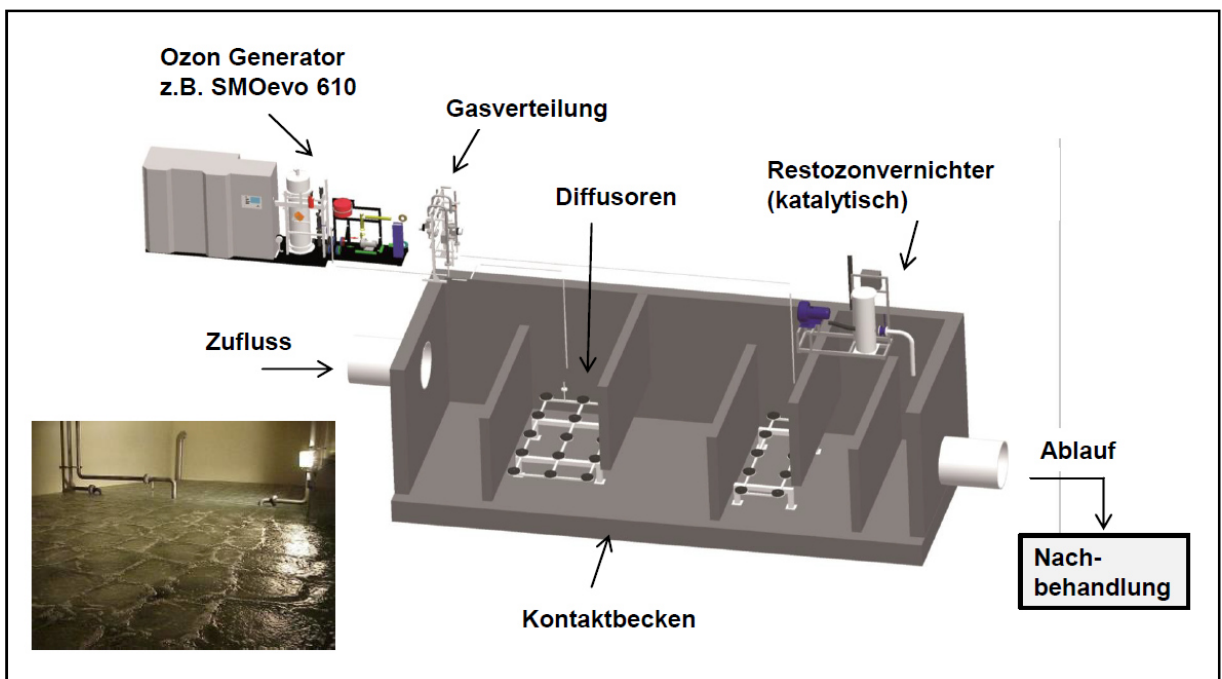 Ozon Generator
z.B. SMOevo 610
Gasverteilung
Restozonvernichter
(katalytisch)
Diffusoren
Zufluss
Ablauf
Nach-
behandlung
Kontaktbecken